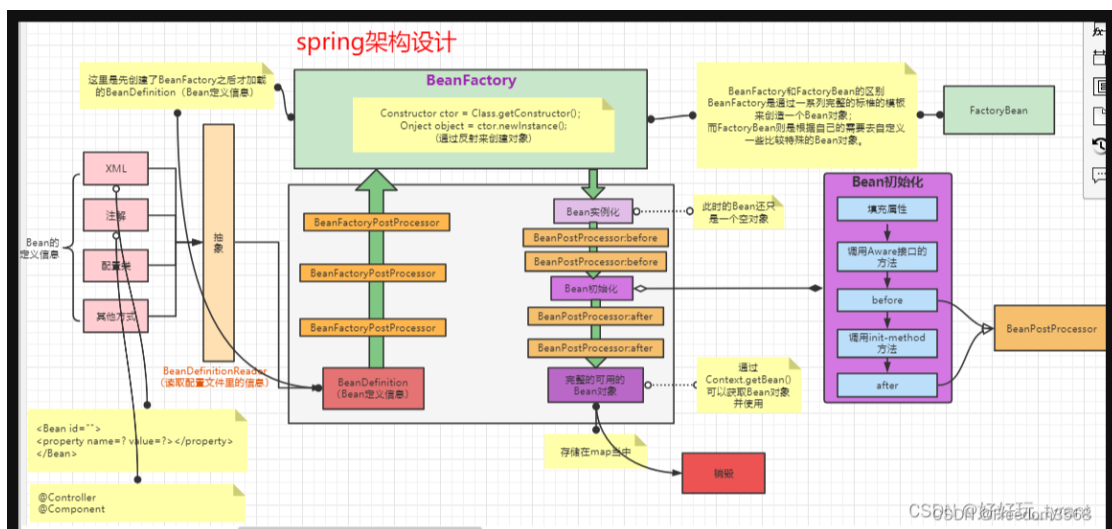 spring架构设计
这里是先创建了BeanFactory之后才加载
的BeanDefinition（Bean定义信息）
BeanFactory
Constructor ctor = Class.getConstructor();
Onject object = ctor.newInstance();
(通过反射来创建对象)
BeanFactory和FactoryBean的区别
BeanFactory是通过一系列完整的标椎的模板
来创造一个Bean对象；
而FactoryBean则是根据自己的需要去自定义
一些比较特殊的Bean对象。
FactoryBean
Bean的
定义信息
XML
注解
配置类
其他方式
抽
象
BeanDefinitionReader
（读取配置文件里的信息）
BeanFactoryPostProcessor
BeanFactoryPostProcessor
BeanFactoryPostProcessor
BeanDefinition
（Bean定义信息）
Bean实例化
此时的Bean还只
是一个空对象
BeanPostProcessor:before
BeanPostProcessor:before
Bean初始化
BeanPostProcessor:after
BeanPostProcessor:after
完整的可用的
Bean对象
通过
Context.getBean()
可以获取Bean对象
并使用
存储在map当中
销毁
Bean初始化
填充属性
调用Aware接口的
方法
before
调用init-method
方法
after
BeanPostProcessor
<Bean id="">
<property name=? value=?></property>
</Bean>
@Controller
@Component